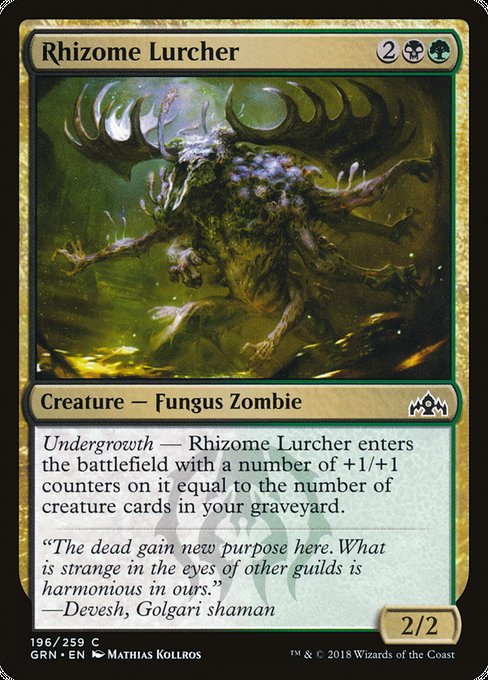 Rhizome Lurcher 2
Creature — Fungus Zombie
Undergrowth — Rhizome Lurcher enters
the battlefield with a number of +1/+1
counters on it equal to the number of
creature cards in your graveyard.
“The dead gain new purpose here. What
is strange in the eyes of other guilds is
harmonious in ours.”
—Devesh, Golgari shaman
2/2
196/259 C
GRN • EN Mathias Kollros ™ & © 2018 Wizards of the Coast